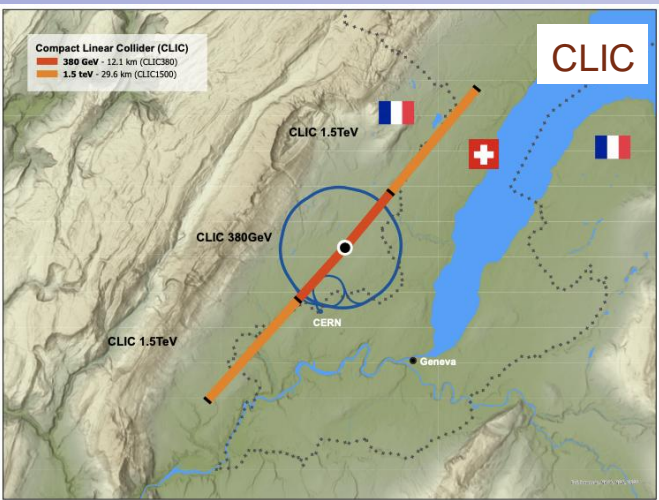 Compact Linear Collider (CLIC)
380 GeV - 12.1 km (CLIC380)
1.5 teV - 29.6 km (CLIC1500)
CLIC
CLIC 1.5TeV
CLIC 380GeV
CERN
CLIC 1.5TeV
Geneva